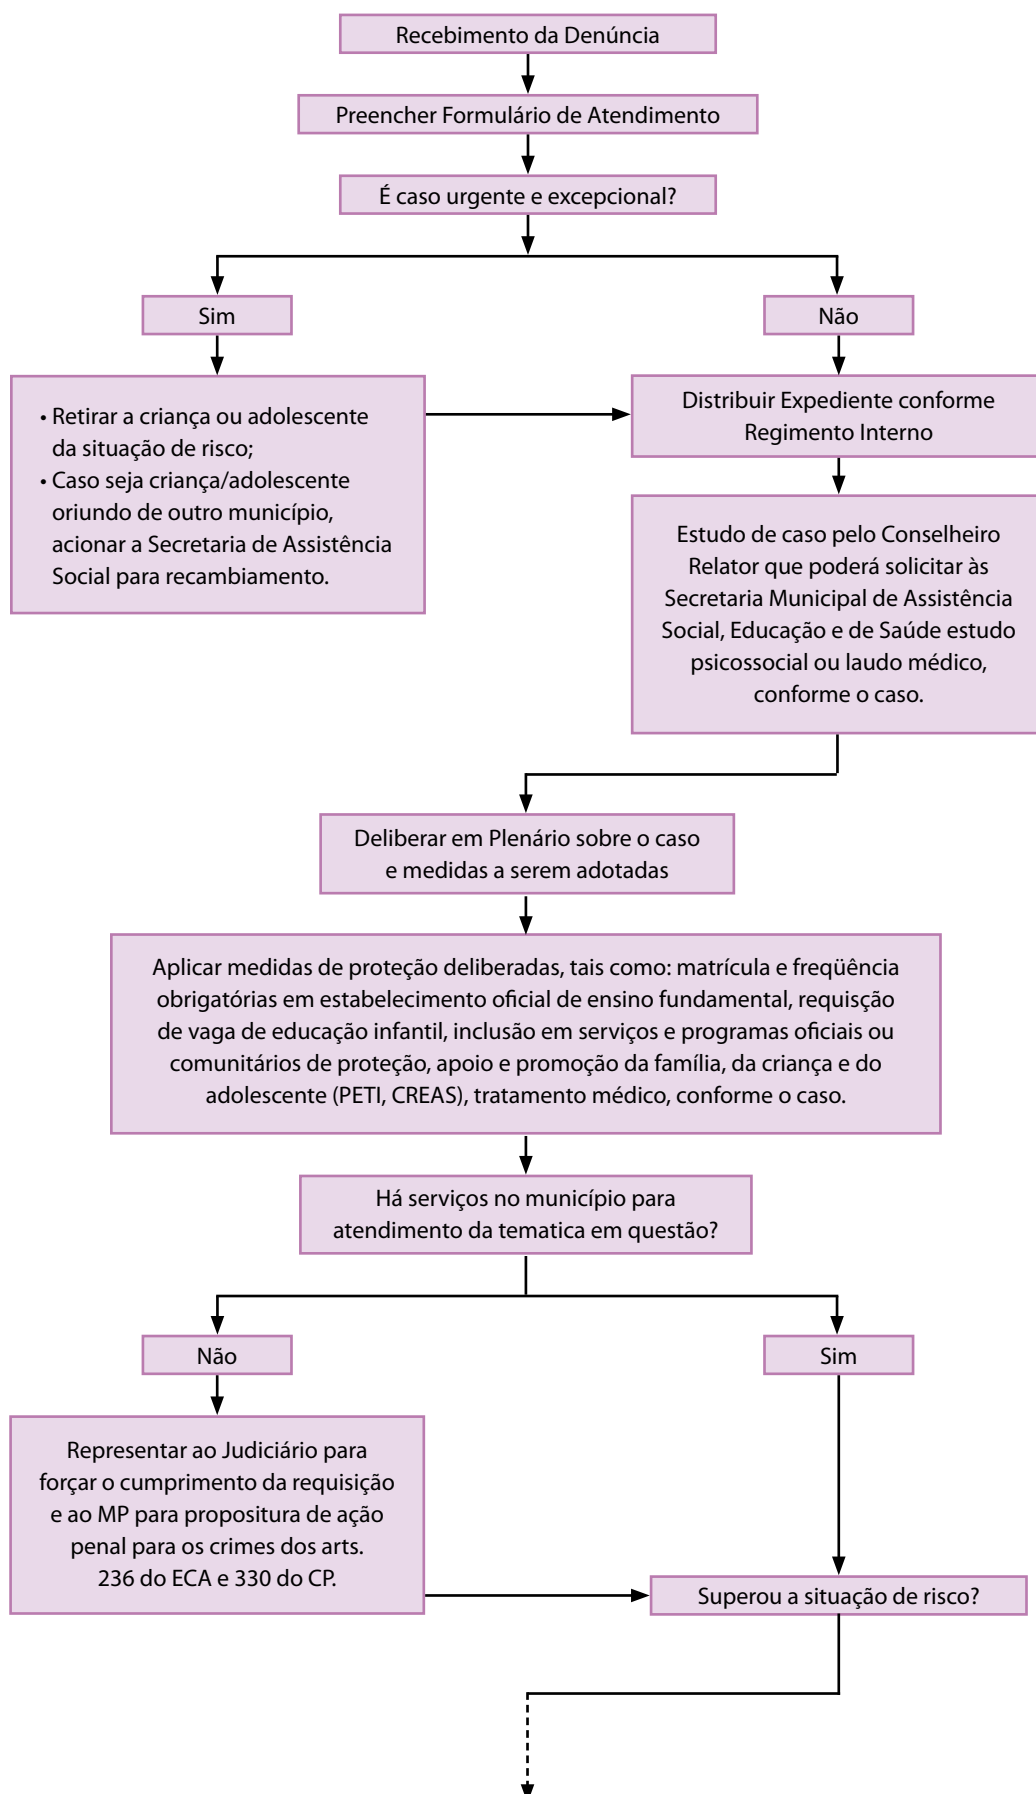 Recebimento da Denúncia
Preencher Formulário de Atendimento
É caso urgente e excepcional?
Sim
Não
• Retirar a criança ou adolescente
da situação de risco;
• Caso seja criança/adolescente
oriundo de outro município,
acionar a Secretaria de Assistência
Social para recambiamento.
Distribuir Expediente conforme
Regimento Interno
Estudo de caso pelo Conselheiro
Relator que poderá solicitar às
Secretaria Municipal de Assistência
Social, Educação e de Saúde estudo
psicossocial ou laudo médico,
conforme o caso.
Deliberar em Plenário sobre o caso
e medidas a serem adotadas
Aplicar medidas de proteção deliberadas, tais como: matrícula e freqüência
obrigatórias em estabelecimento oficial de ensino fundamental, requisção
de vaga de educação infantil, inclusão em serviços e programas oficiais ou
comunitários de proteção, apoio e promoção da família, da criança e do
adolescente (PETI, CREAS), tratamento médico, conforme o caso.
Há serviços no município para
atendimento da tematica em questão?
Não
Sim
Representar ao Judiciário para
forçar o cumprimento da requisição
e ao MP para propositura de ação
penal para os crimes dos arts.
236 do ECA e 330 do CP.
Superou a situação de risco?